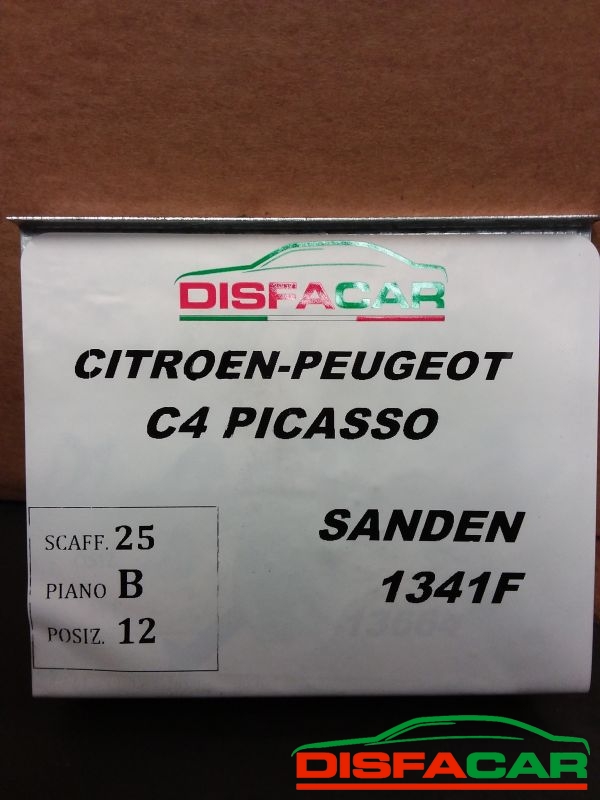 DISFACAR
CITROEN-PEUGEOT
C4 PICASSO
SANDEN
1341F
SCAFF. 25
PIANO B
POSIZ. 12
DISFACAR